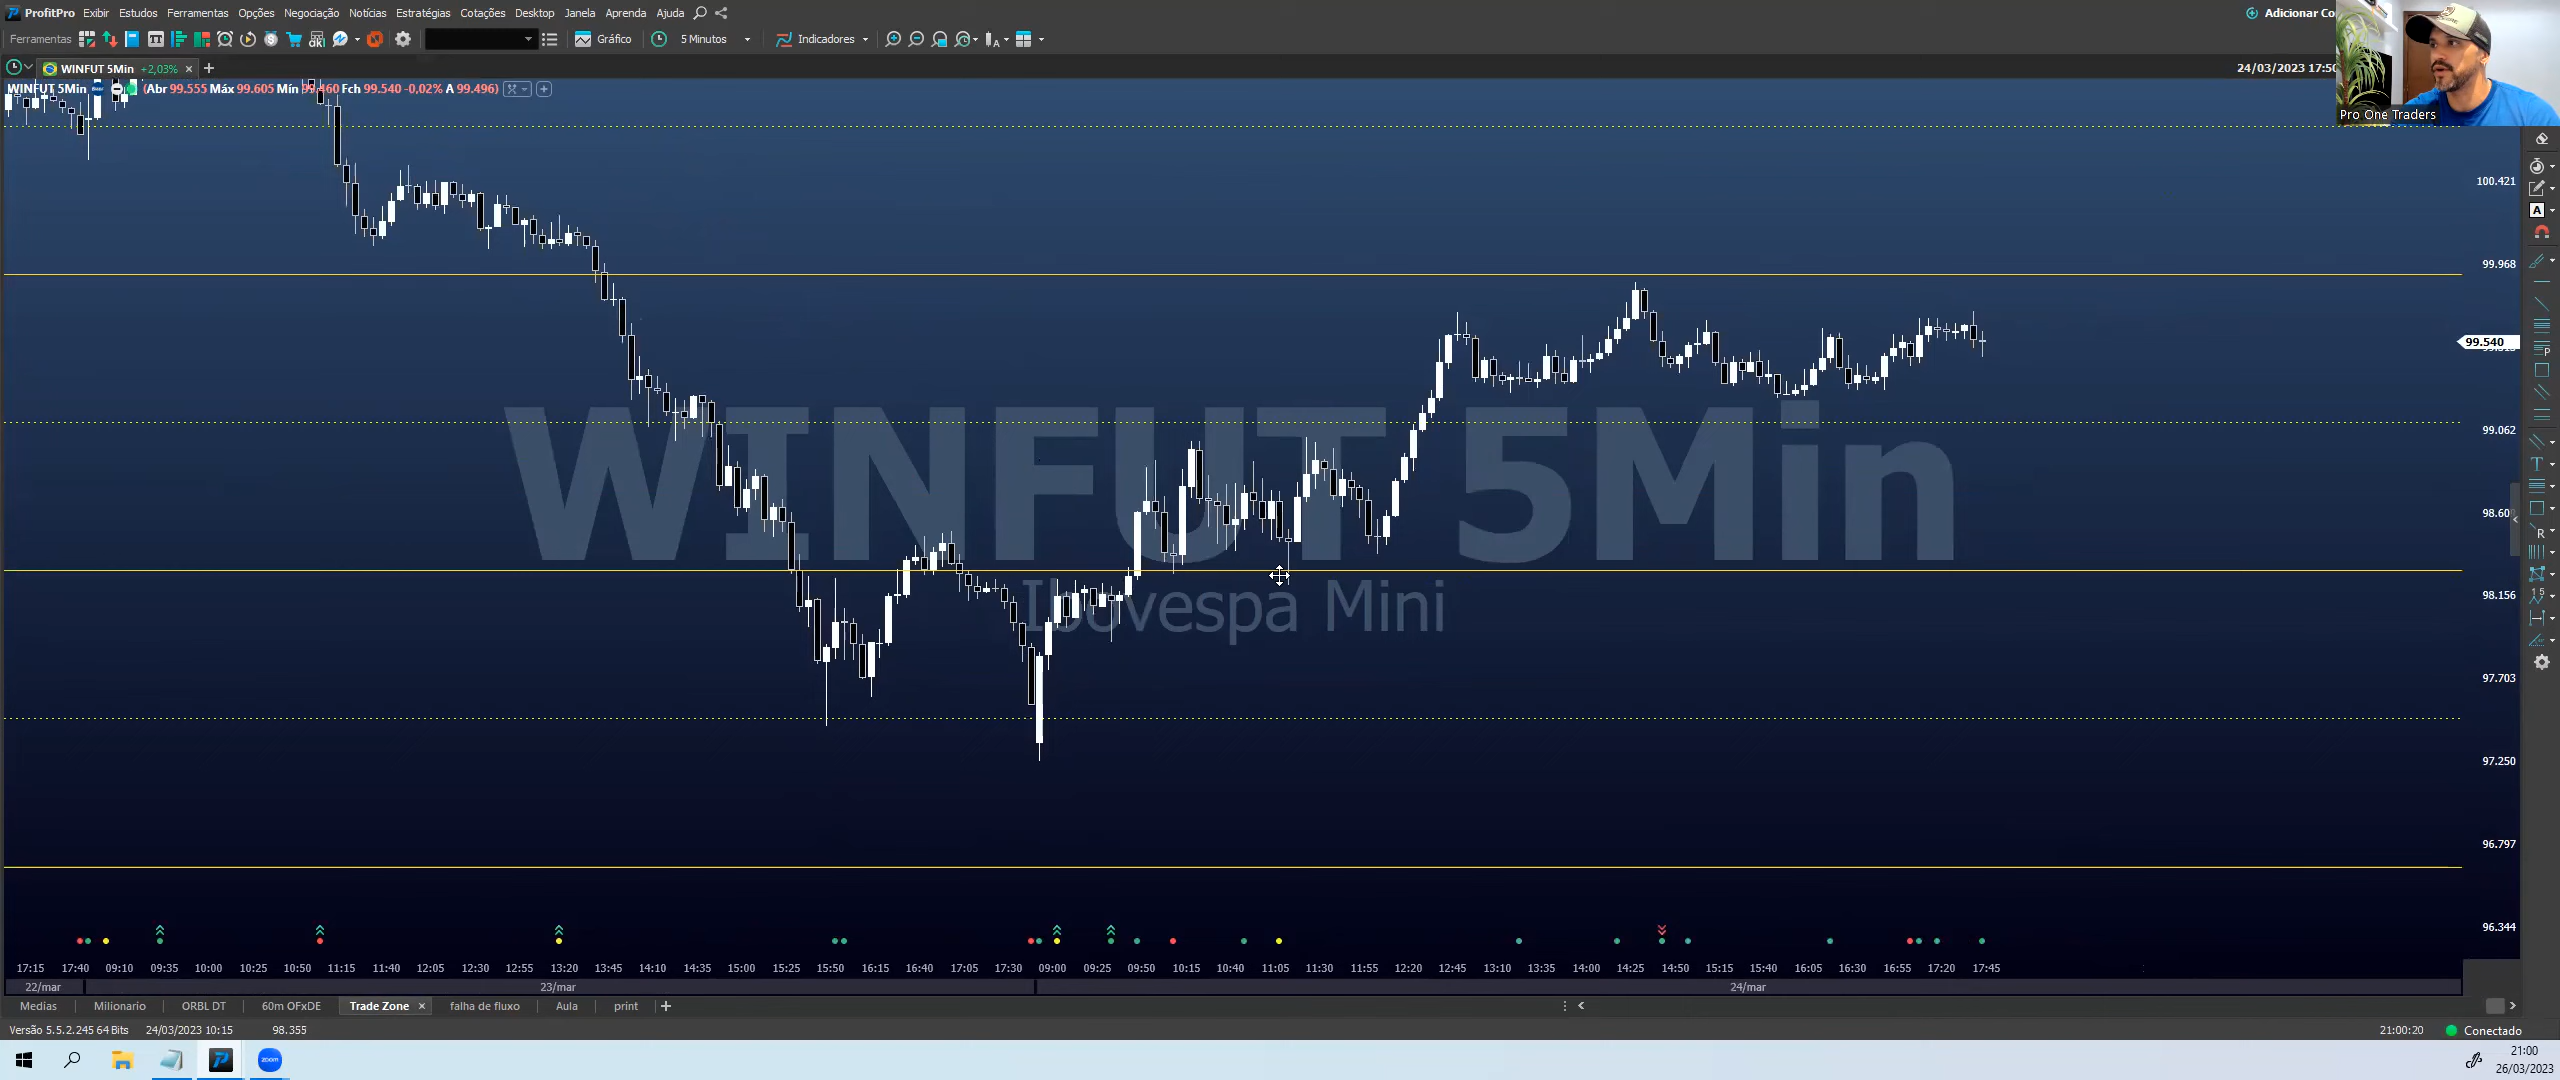 ProfitPro Exibir Estudos Ferramentas Opções Negociação Notícias Estratégias Cotações Desktop Janela Aprenda Ajuda
Adicionar Co
Ferramentas
Gráfico
5 Minutos
Indicadores
WINFUT 5Min +2,03%
24/03/2023 17:50
WINFUT 5Min (Abr 99.555 Máx 99.605 Mín 99.460 Fch 99.540 -0,02% A 99.496)
Pro One Traders
100.421
99.968
99.540
99.062
98.156
97.703
97.250
96.797
96.344
WINFUT 5Min
Ibovespa Mini
17:15 17:40 09:10 09:35 10:00 10:25 10:50 11:15 11:40 12:05 12:30 12:55 13:20 13:45 14:10 14:35 15:00 15:25 15:50 16:15 16:40 17:05 17:30 09:00 09:25 09:50 10:15 10:40 11:05 11:30 11:55 12:20 12:45 13:10 13:35 14:00 14:25 14:50 15:15 15:40 16:05 16:30 16:55 17:20 17:45
22/mar 23/mar 24/mar
Medias Milionario ORBL DT 60m OFxDE Trade Zone falha de fluxo Aula print
Versão 5.5.2.245 64 Bits 24/03/2023 10:15 98.355
21:00:20 Conectado
zoom
21:00
26/03/2023